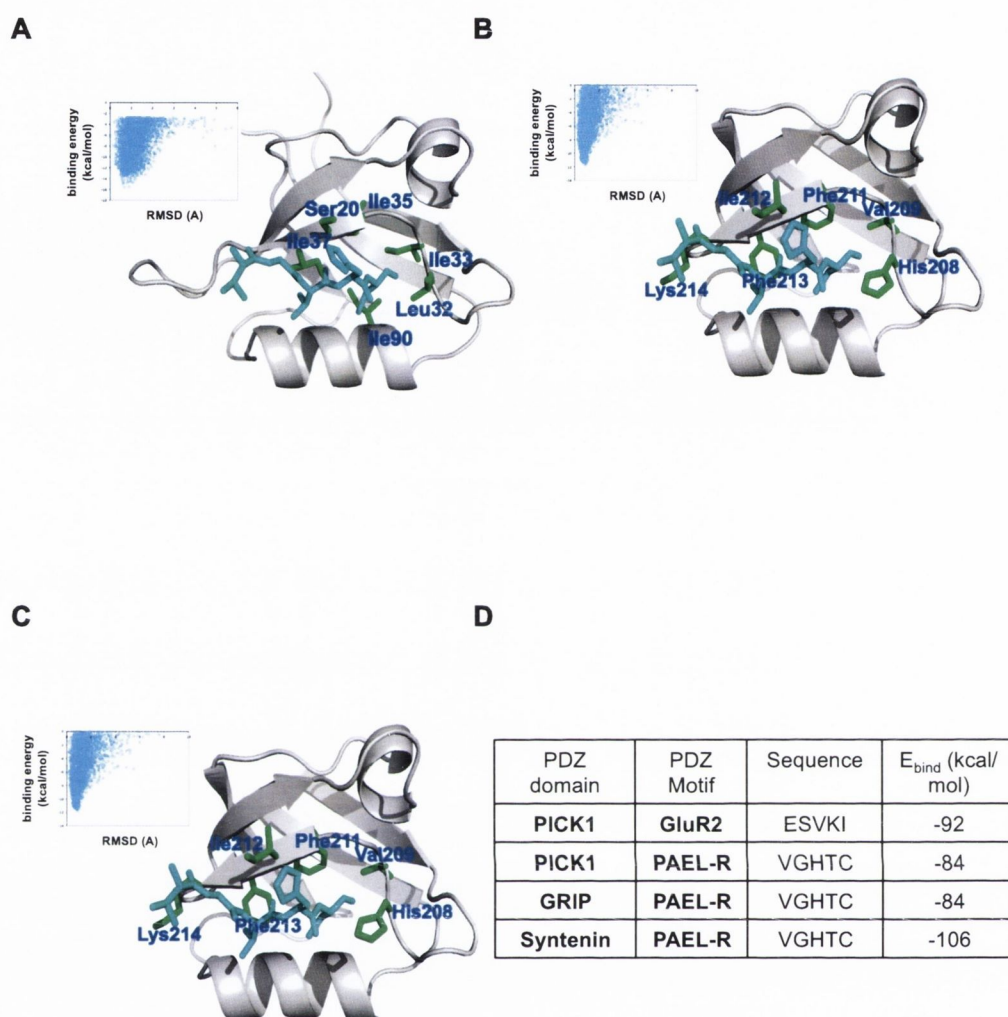 A
B
binding energy
(kcal/mol)
RMSD (A)
Ser20
Ile35
Ile37
Ile33
Leu32
Ile90
binding energy
(kcal/mol)
RMSD (A)
Ile212
Phe211
Val209
His208
Phe213
Lys214
C
D
binding energy
(kcal/mol)
RMSD (A)
Ile212
Phe211
Val209
His208
Phe213
Lys214
PDZ domain PDZ Motif Sequence Ebind (kcal/mol)
PICK1 GluR2 ESVKI -92
PICK1 PAEL-R VGHTC -84
GRIP PAEL-R VGHTC -84
Syntenin PAEL-R VGHTC -106